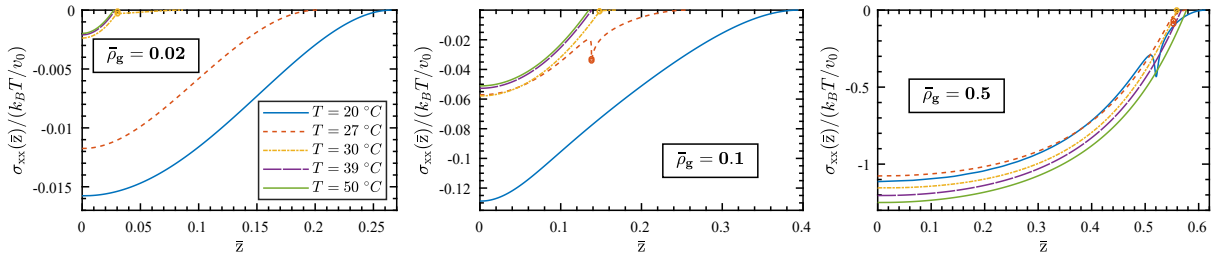 σxx(z̄)/(kBT/v0)
0
-0.005
-0.01
-0.015
ρ̄g = 0.02
T = 20 °C
T = 27 °C
T = 30 °C
T = 39 °C
T = 50 °C
0 0.05 0.1 0.15 0.2 0.25
z̄
σxx(z̄)/(kBT/v0)
0
-0.02
-0.04
-0.06
-0.08
-0.1
-0.12
ρ̄g = 0.1
0 0.1 0.2 0.3 0.4
z̄
σxx(z̄)/(kBT/v0)
0
-0.5
-1
ρ̄g = 0.5
0 0.1 0.2 0.3 0.4 0.5 0.6
z̄